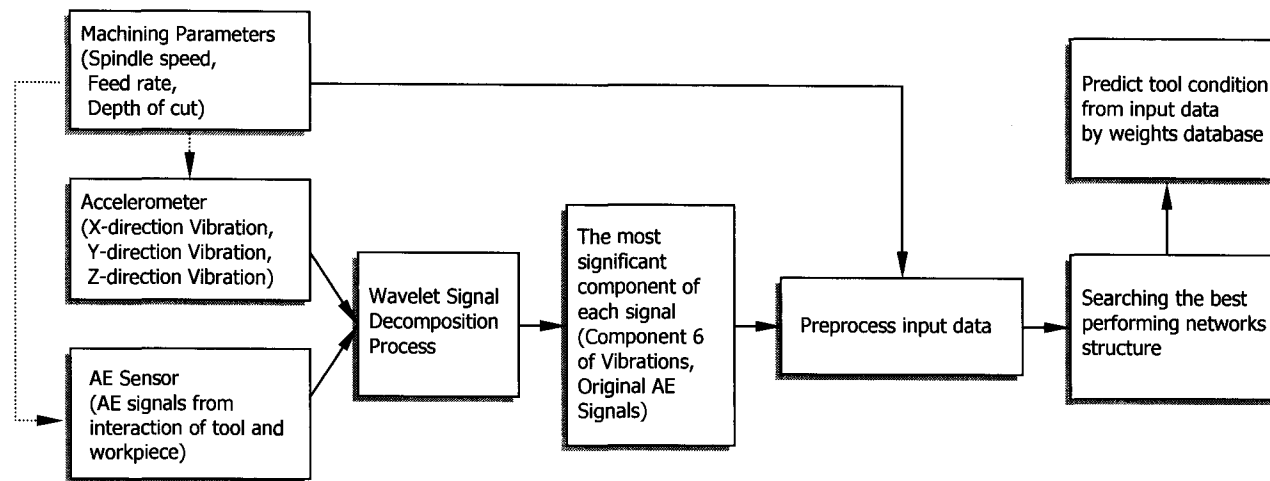 Machining Parameters
(Spindle speed,
Feed rate,
Depth of cut)
Accelerometer
(X-direction Vibration,
Y-direction Vibration,
Z-direction Vibration)
AE Sensor
(AE signals from
interaction of tool and
workpiece)
Wavelet Signal
Decomposition
Process
The most
significant
component of
each signal
(Component 6
of Vibrations,
Original AE
Signals)
Preprocess input data
Searching the best
performing networks
structure
Predict tool condition
from input data
by weights database